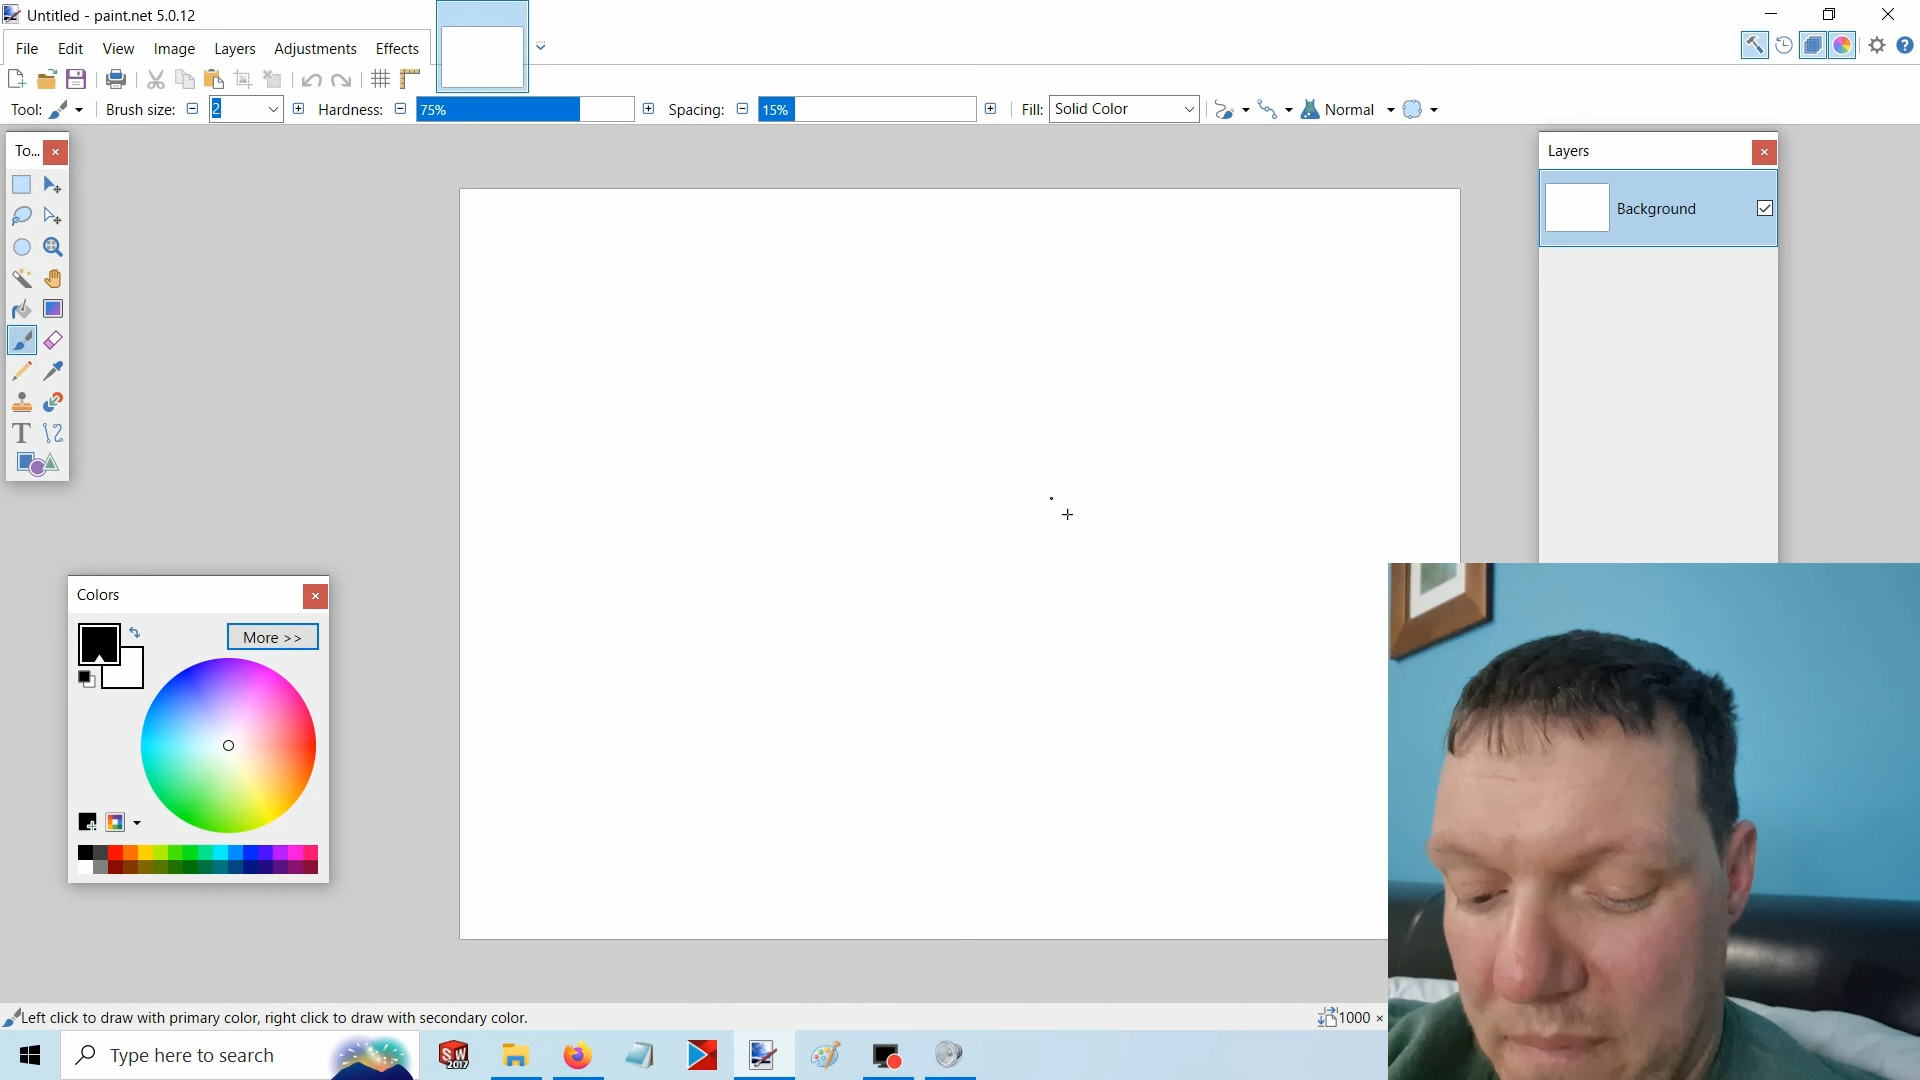 Untitled - paint.net 5.0.12
File Edit View Image Layers Adjustments Effects
Tool: Brush size: 2 Hardness: 75% Spacing: 15% Fill: Solid Color Normal
To...
Layers
Background
Colors
More >>
Left click to draw with primary color, right click to draw with secondary color.
1000 ×
Type here to search
SW
2017